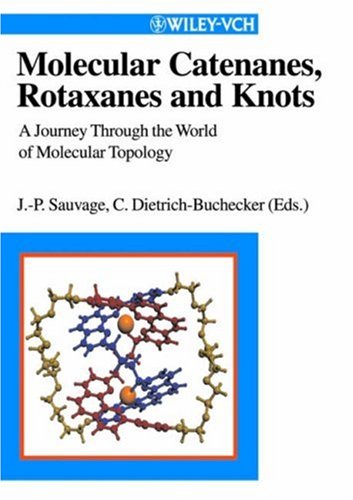 WILEY-VCH
Molecular Catenanes,
Rotaxanes and Knots
A Journey Through the World
of Molecular Topology
J.-P. Sauvage, C. Dietrich-Buchecker (Eds.)